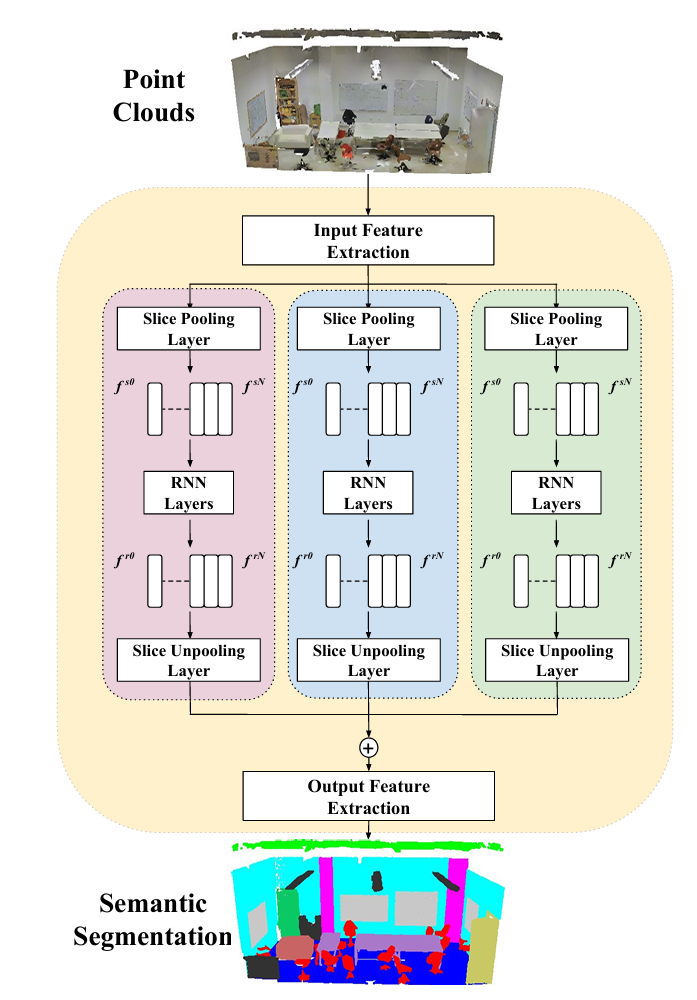 Point
Clouds
Input Feature
Extraction
Slice Pooling
Layer
Slice Pooling
Layer
Slice Pooling
Layer
f^s0
f^sN
f^s0
f^sN
f^s0
f^sN
RNN
Layers
RNN
Layers
RNN
Layers
f^r0
f^rN
f^r0
f^rN
f^r0
f^rN
Slice Unpooling
Layer
Slice Unpooling
Layer
Slice Unpooling
Layer
+
Output Feature
Extraction
Semantic
Segmentation